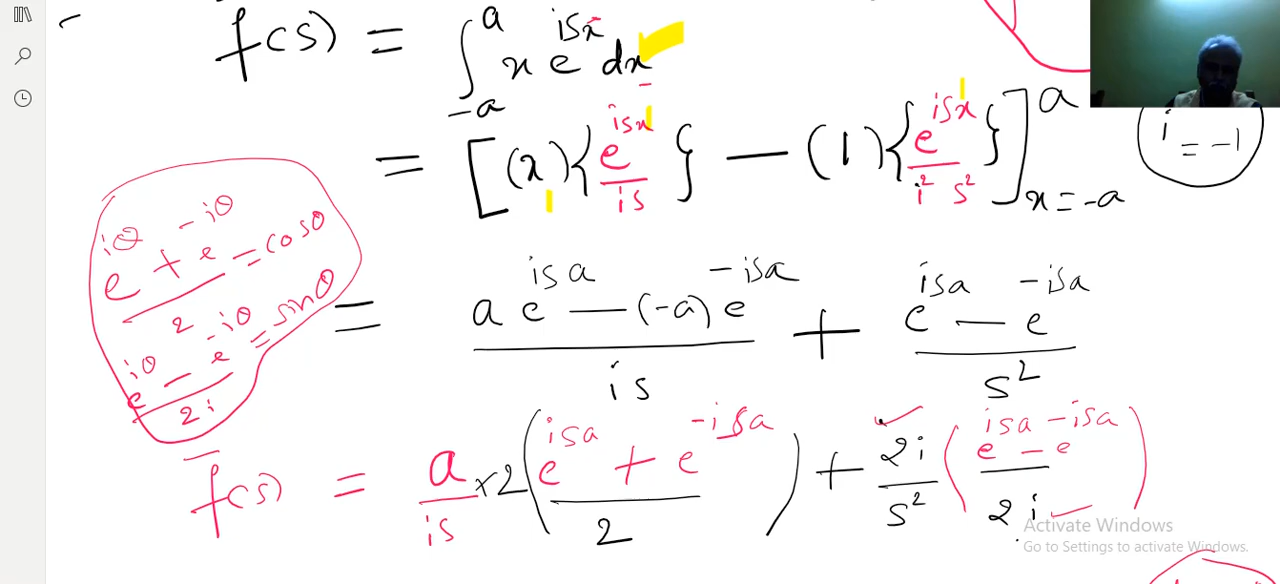 f(s) = ∫_{-a}^{a} x e^{isx} dx
= [(x){e^{isx}/is} − (1){e^{isx}/i² s²}]_{x=-a}^{a}
i = −1
(e^{iθ} + e^{-iθ})/2 = cosθ
(e^{iθ} − e^{-iθ})/2i = sinθ
= (a e^{isa} − (-a) e^{-isa})/is + (e^{isa} − e^{-isa})/s²
f̄(s) = a/is ×2 ((e^{isa} + e^{-isa})/2) + 2i/s² ((e^{isa} − e^{-isa})/2i)
Activate Windows
Go to Settings to activate Windows.